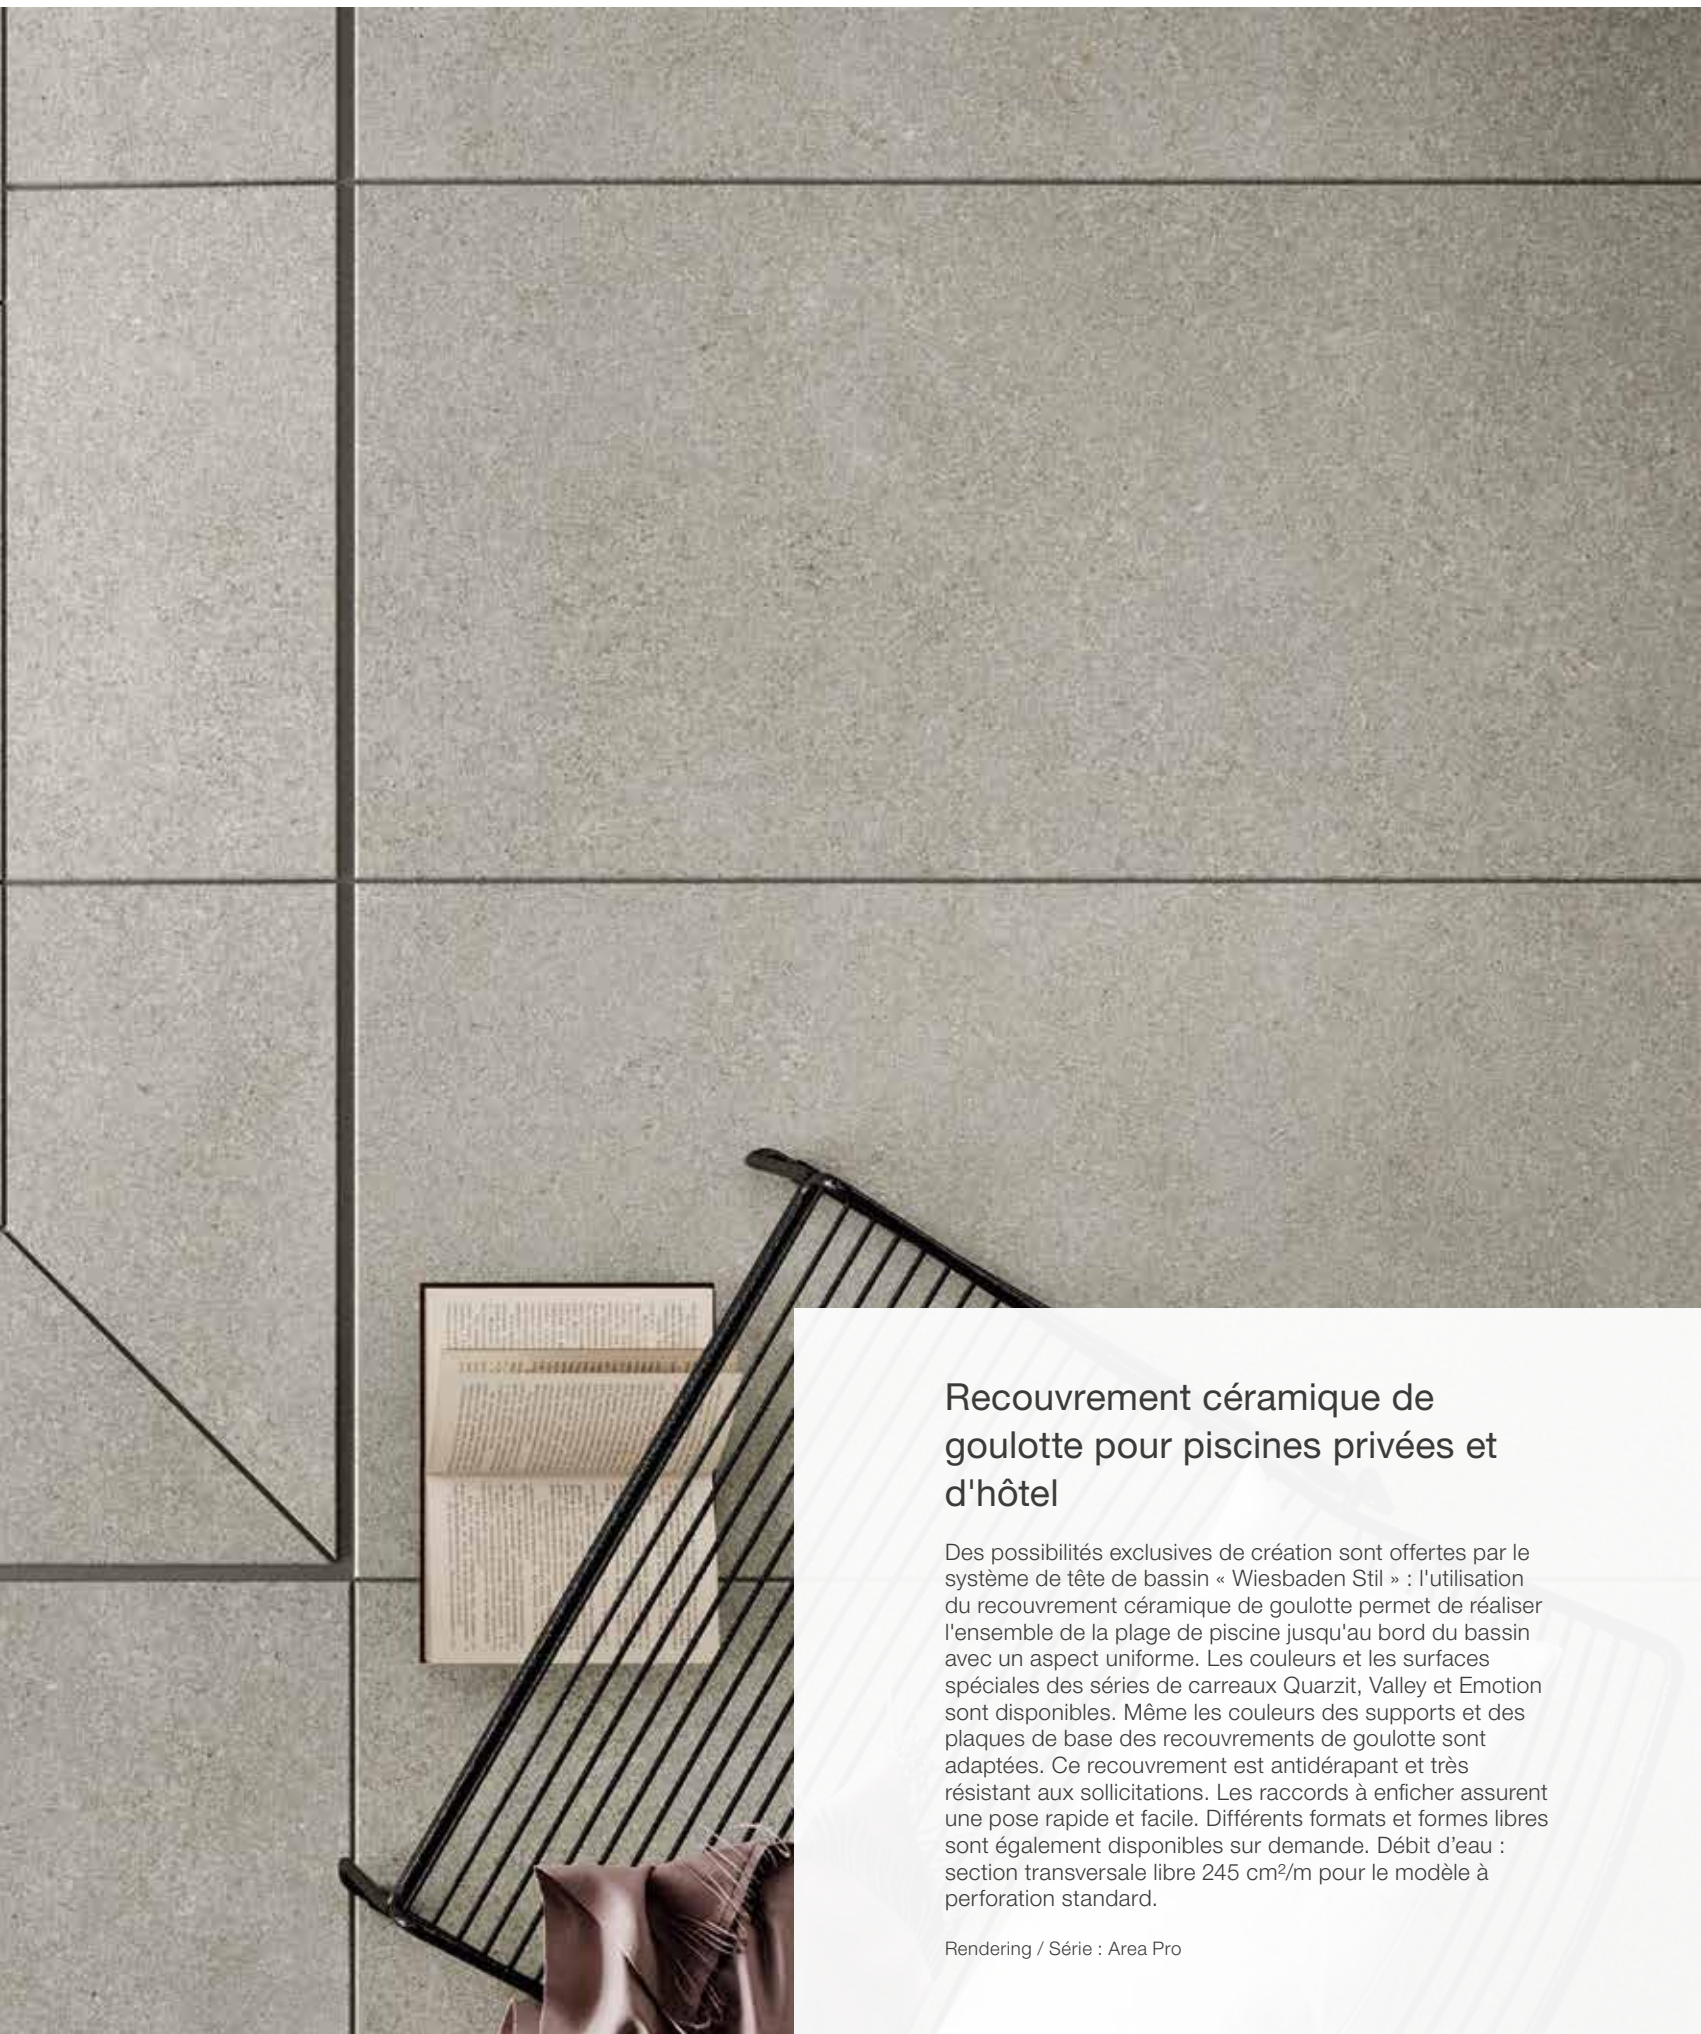 Recouvrement céramique de
goulotte pour piscines privées et
d'hôtel
Des possibilités exclusives de création sont offertes par le
système de tête de bassin « Wiesbaden Stil » : l'utilisation
du recouvrement céramique de goulotte permet de réaliser
l'ensemble de la plage de piscine jusqu'au bord du bassin
avec un aspect uniforme. Les couleurs et les surfaces
spéciales des séries de carreaux Quarzit, Valley et Emotion
sont disponibles. Même les couleurs des supports et des
plaques de base des recouvrements de goulotte sont
adaptées. Ce recouvrement est antidérapant et très
résistant aux sollicitations. Les raccords à enficher assurent
une pose rapide et facile. Différents formats et formes libres
sont également disponibles sur demande. Débit d’eau :
section transversale libre 245 cm²/m pour le modèle à
perforation standard.
Rendering / Série : Area Pro